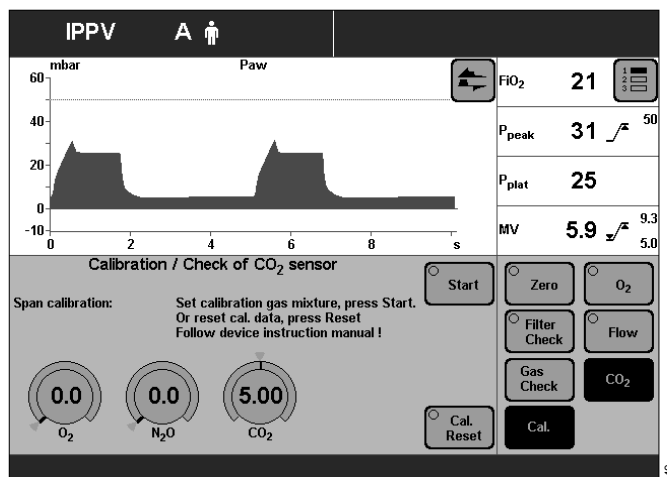 IPPV A
mbar Paw
60
40
20
0
-10
0 2 4 6 8 s
FiO2 21
1
2
3
Ppeak 31 50
Pplat 25
MV 5.9 9.3
5.0
Calibration / Check of CO2 sensor
Span calibration:
Set calibration gas mixture, press Start.
Or reset cal. data, press Reset
Follow device instruction manual !
0.0
O2
0.0
N2O
5.00
CO2
Start
Cal.
Reset
Zero
O2
Filter
Check
Flow
Gas
Check
CO2
Cal.